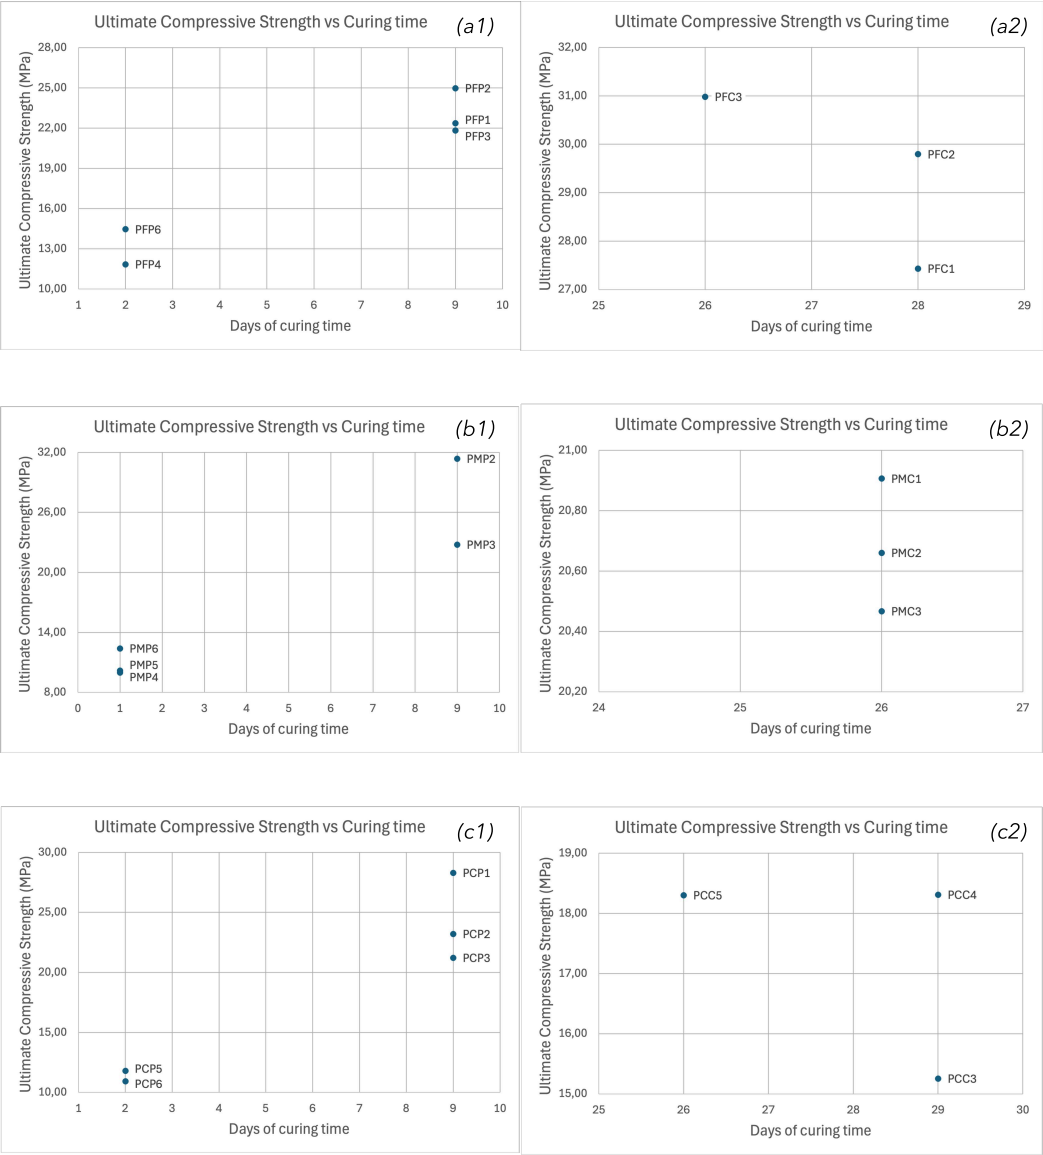 Ultimate Compressive Strength vs Curing time
(a1)
Ultimate Compressive Strength (MPa)
28,00
25,00
22,00
19,00
16,00
13,00
10,00
PFP2
PFP1
PFP3
PFP6
PFP4
1 2 3 4 5 6 7 8 9 10
Days of curing time
Ultimate Compressive Strength vs Curing time
(a2)
Ultimate Compressive Strength (MPa)
32,00
31,00
30,00
29,00
28,00
27,00
PFC3
PFC2
PFC1
25 26 27 28 29
Days of curing time
Ultimate Compressive Strength vs Curing time
(b1)
Ultimate Compressive Strength (MPa)
32,00
26,00
20,00
14,00
8,00
PMP2
PMP3
PMP6
PMP5
PMP4
0 1 2 3 4 5 6 7 8 9 10
Days of curing time
Ultimate Compressive Strength vs Curing time
(b2)
Ultimate Compressive Strength (MPa)
21,00
20,80
20,60
20,40
20,20
PMC1
PMC2
PMC3
24 25 26 27
Days of curing time
Ultimate Compressive Strength vs Curing time
(c1)
Ultimate Compressive Strength (MPa)
30,00
25,00
20,00
15,00
10,00
PCP1
PCP2
PCP3
PCP5
PCP6
1 2 3 4 5 6 7 8 9 10
Days of curing time
Ultimate Compressive Strength vs Curing time
(c2)
Ultimate Compressive Strength (MPa)
19,00
18,00
17,00
16,00
15,00
PCC5
PCC4
PCC3
25 26 27 28 29 30
Days of curing time